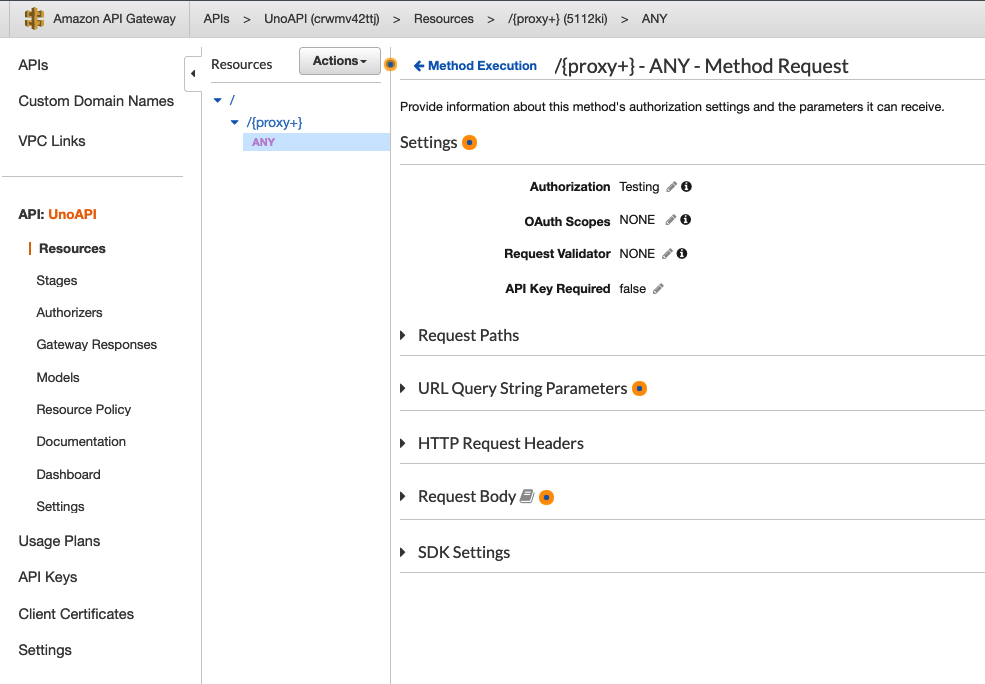 Amazon API Gateway
APIs > UnoAPI (crwmv42ttj) > Resources > /{proxy+} (5112ki) > ANY
APIs
Custom Domain Names
VPC Links
API: UnoAPI
Resources
Stages
Authorizers
Gateway Responses
Models
Resource Policy
Documentation
Dashboard
Settings
Usage Plans
API Keys
Client Certificates
Settings
Resources
Actions
/
/{proxy+}
ANY
Method Execution /{proxy+} - ANY - Method Request
Provide information about this method's authorization settings and the parameters it can receive.
Settings
Authorization Testing
OAuth Scopes NONE
Request Validator NONE
API Key Required false
Request Paths
URL Query String Parameters
HTTP Request Headers
Request Body
SDK Settings